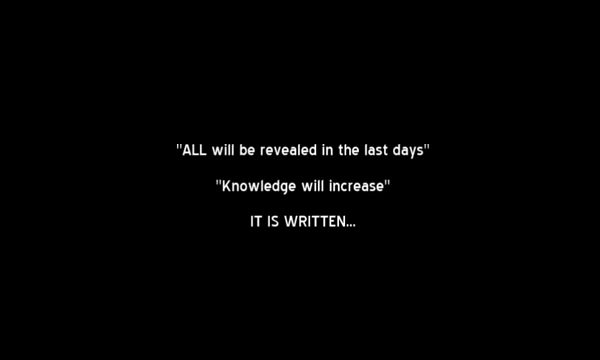 "ALL will be revealed in the last days"
"Knowledge will increase"
IT IS WRITTEN...